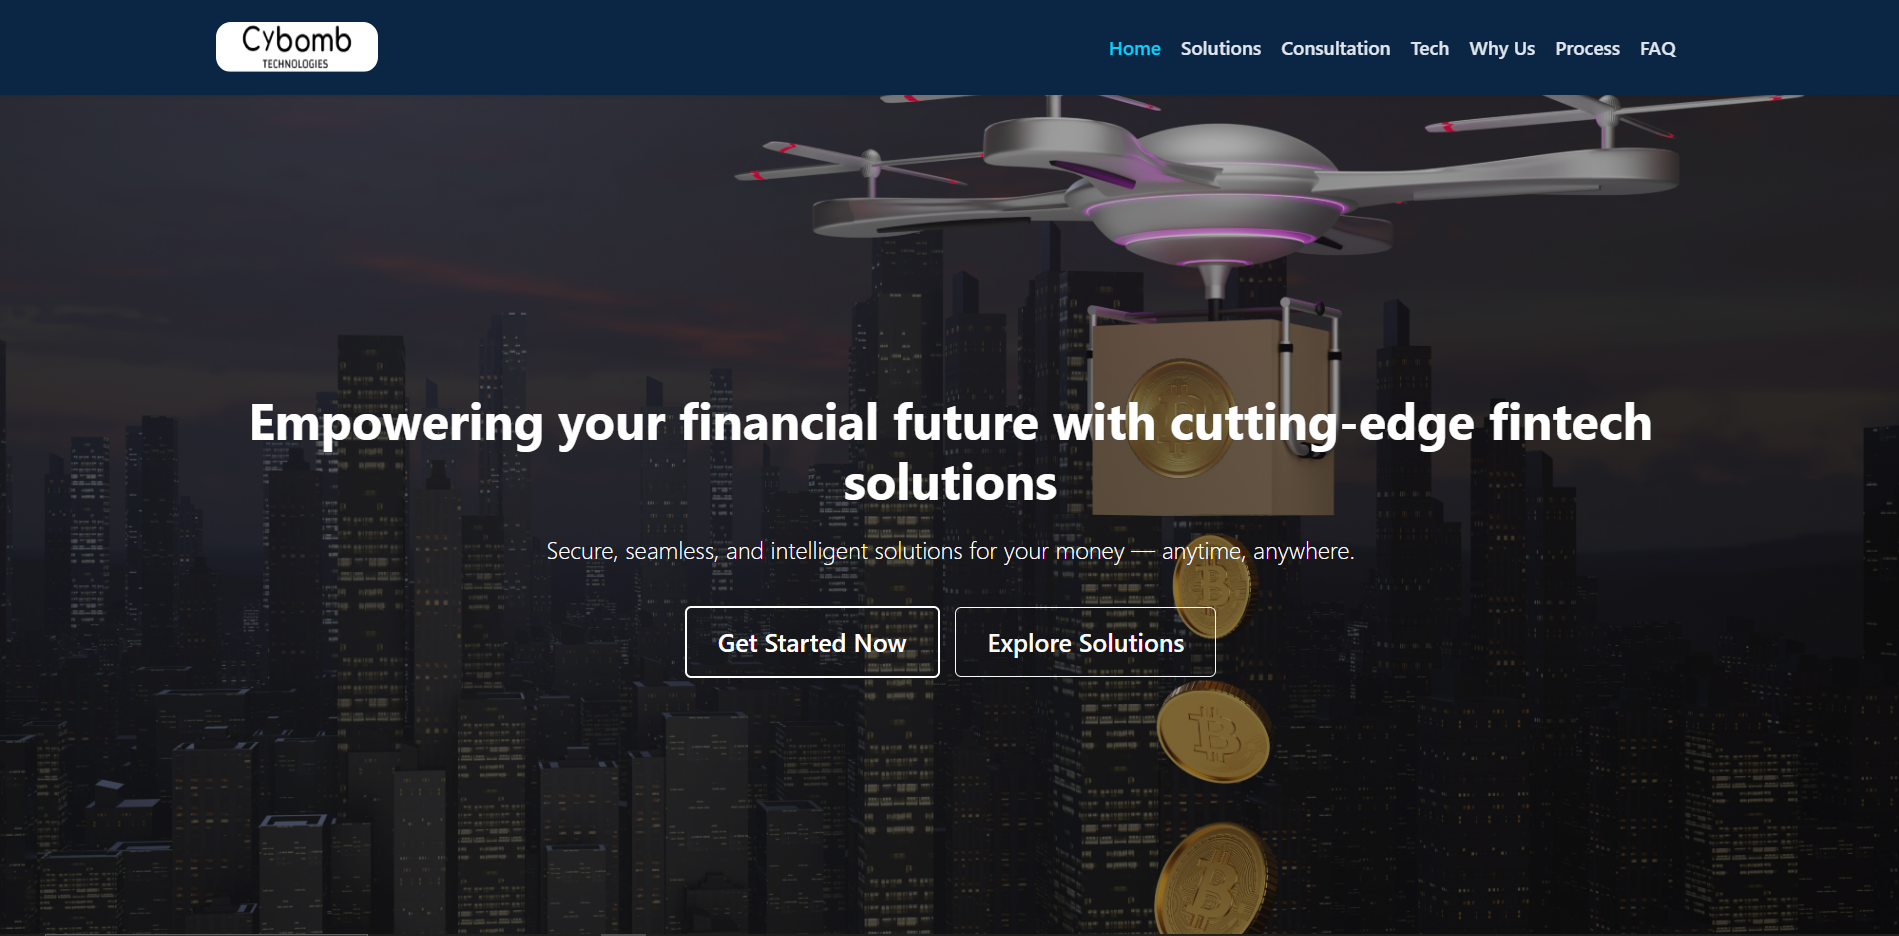 Cybomb
TECHNOLOGIES
Home Solutions Consultation Tech Why Us Process FAQ
Empowering your financial future with cutting-edge fintech
solutions
Secure, seamless, and intelligent solutions for your money — anytime, anywhere.
Get Started Now Explore Solutions